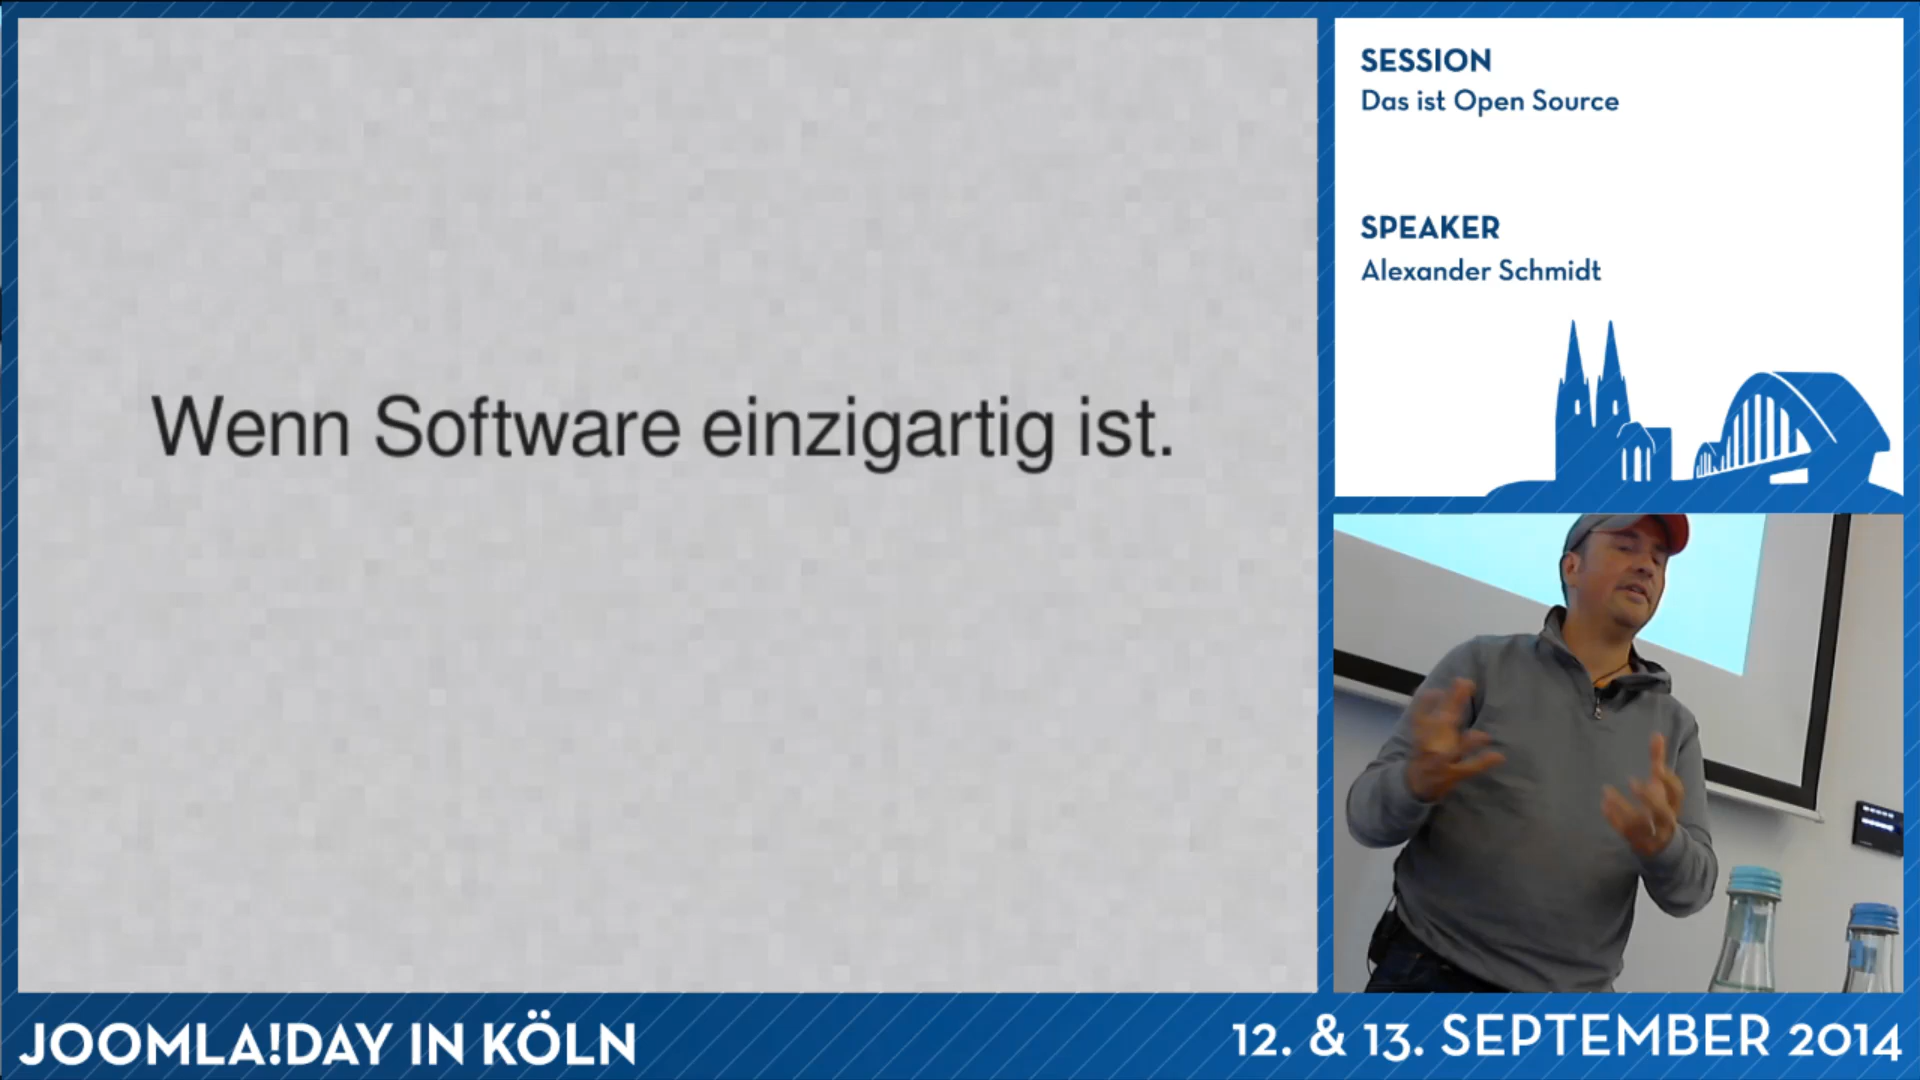 Wenn Software einzigartig ist.
SESSION
Das ist Open Source
SPEAKER
Alexander Schmidt
JOOMLA!DAY IN KÖLN
12. & 13. SEPTEMBER 2014